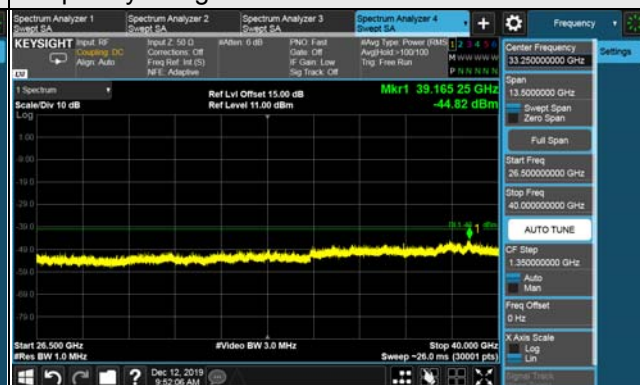 Spectrum Analyzer 1
Swept SA
Spectrum Analyzer 2
Swept SA
Spectrum Analyzer 3
Swept SA
Spectrum Analyzer 4
Swept SA
Frequency
KEYSIGHT
Input: RF
Coupling: DC
Align: Auto
Input Z: 50 Ω
Corrections: Off
Freq Ref: Int (S)
NFE: Adaptive
#Atten: 6 dB
PNO: Fast
Gate: Off
IF Gain: Low
Sig Track: Off
#Avg Type: Power (RMS)
Avg|Hold >100/100
Trig: Free Run
1 2 3 4 5 6
M W W W W W
P N N N N N
LW
1 Spectrum
Scale/Div 10 dB
Log
Ref Lvl Offset 15.00 dB
Ref Level 11.00 dBm
Mkr1 39.165 25 GHz
-44.82 dBm
1.00
-9.00
-19.0
-29.0
-39.0
-49.0
-59.0
-69.0
-79.0
1
Start 26.500 GHz
#Res BW 1.0 MHz
#Video BW 3.0 MHz
Stop 40.000 GHz
Sweep ~26.0 ms (30001 pts)
Dec 12, 2019
9:52:06 AM
Center Frequency
33.250000000 GHz
Settings
Span
13.5000000 GHz
Swept Span
Zero Span
Full Span
Start Freq
26.500000000 GHz
Stop Freq
40.000000000 GHz
AUTO TUNE
CF Step
1.350000000 GHz
Auto
Man
Freq Offset
0 Hz
X Axis Scale
Log
Lin
Signal Track